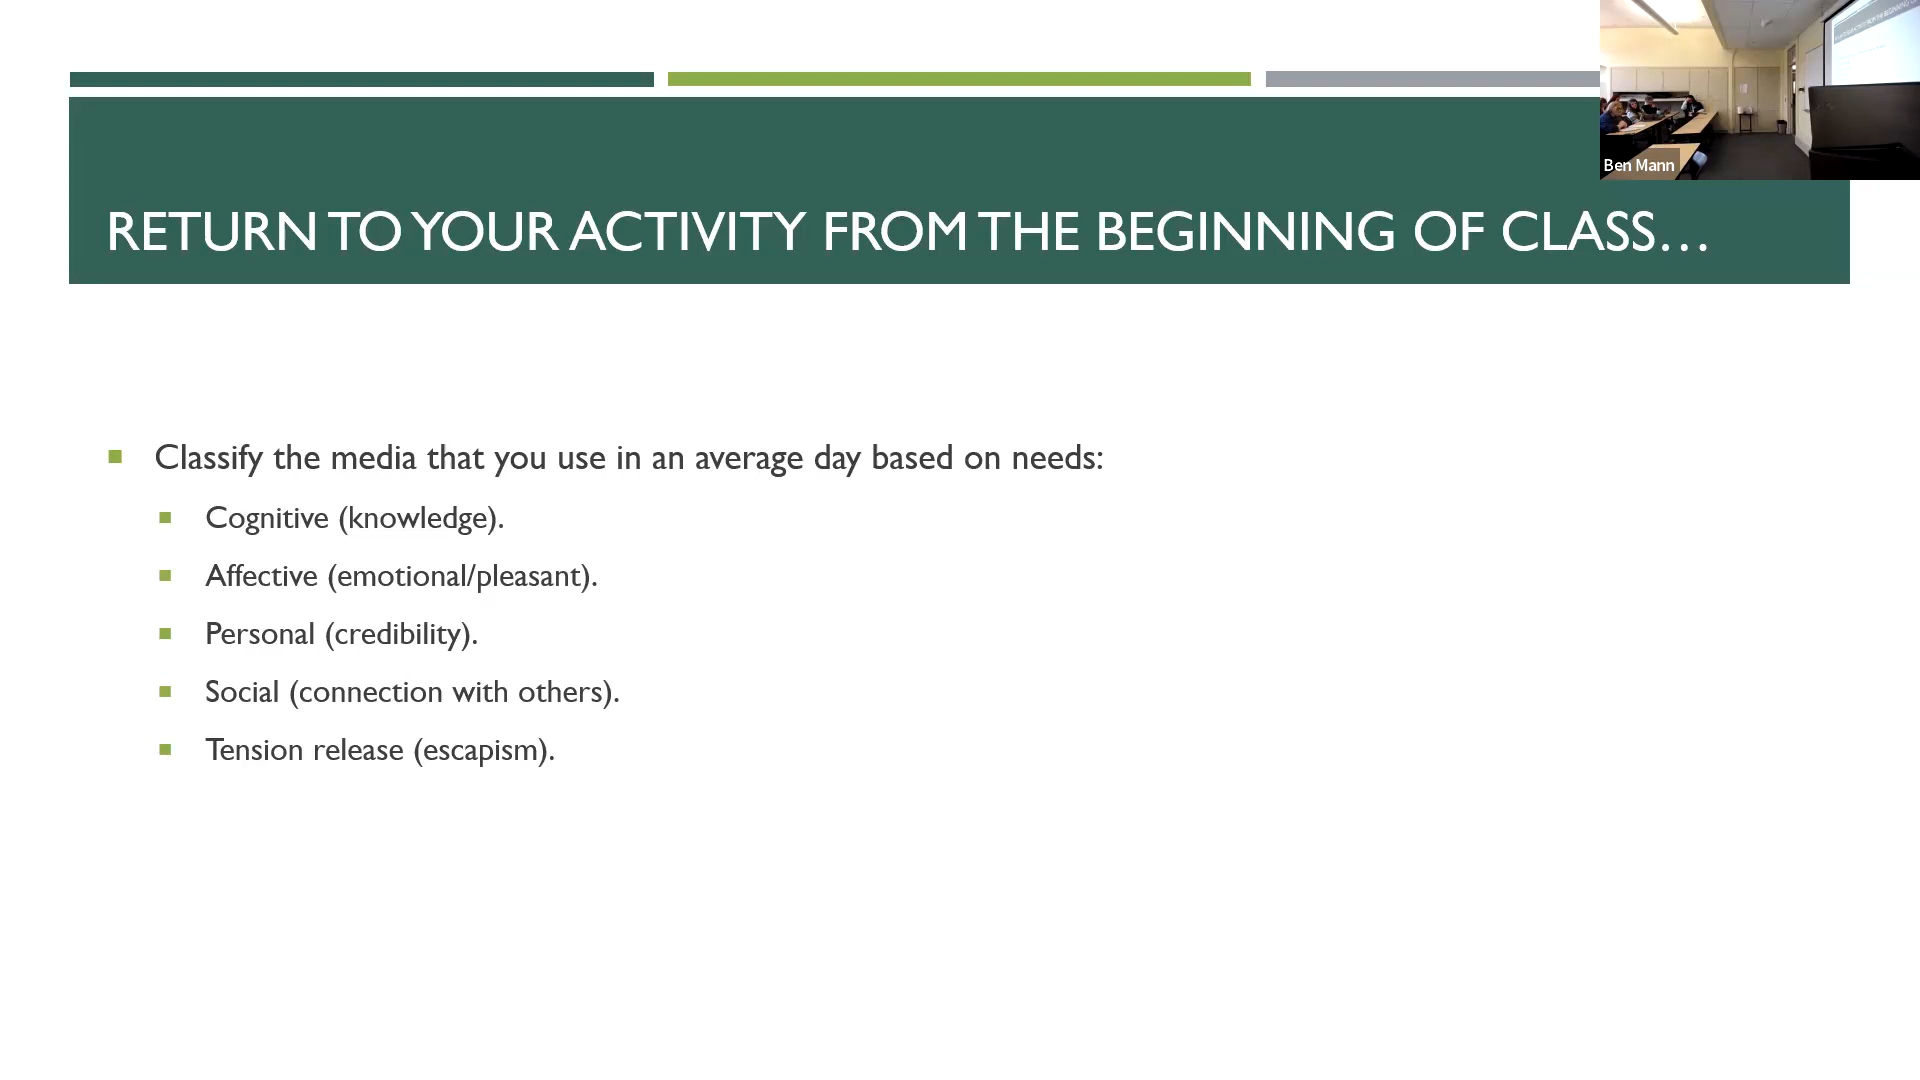 RETURN TO YOUR ACTIVITY FROM THE BEGINNING OF CLASS…
Ben Mann
Classify the media that you use in an average day based on needs:
Cognitive (knowledge).
Affective (emotional/pleasant).
Personal (credibility).
Social (connection with others).
Tension release (escapism).